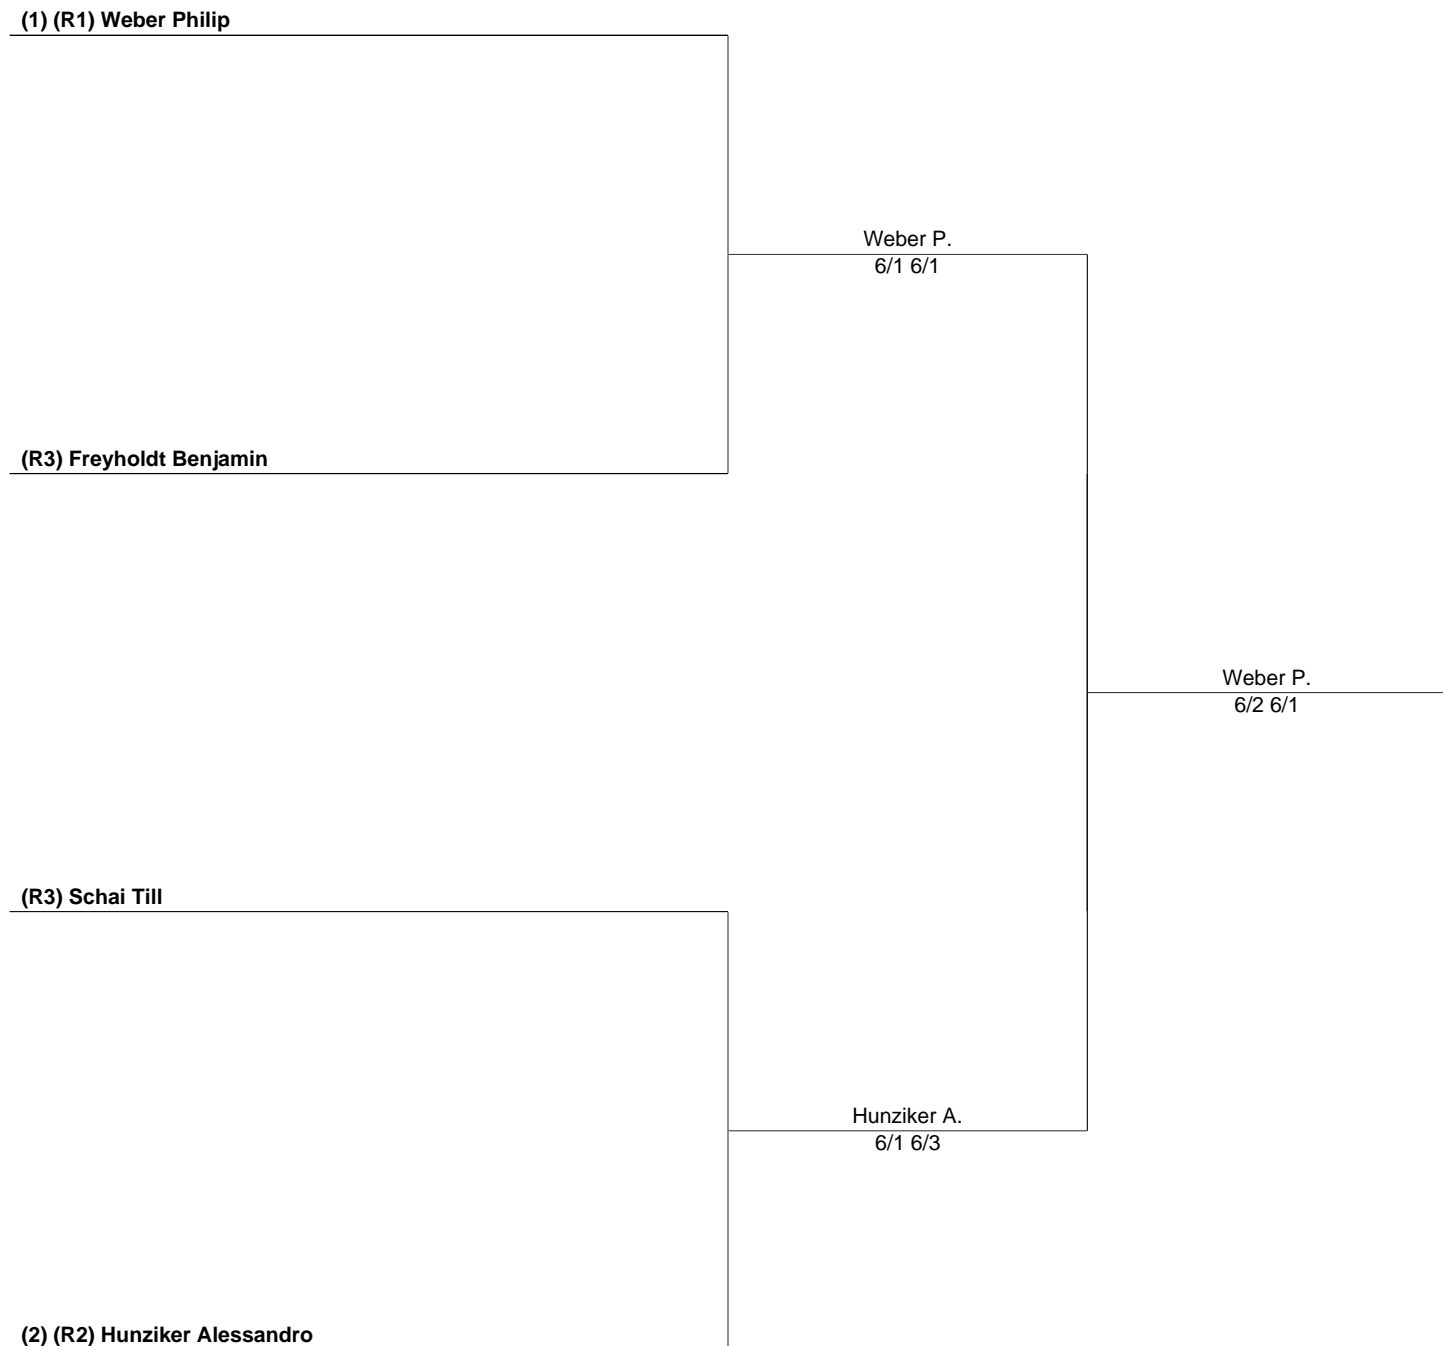 (1) (R1) Weber Philip
Weber P.
6/1 6/1
(R3) Freyholdt Benjamin
Weber P.
6/2 6/1
(R3) Schai Till
Hunziker A.
6/1 6/3
(2) (R2) Hunziker Alessandro